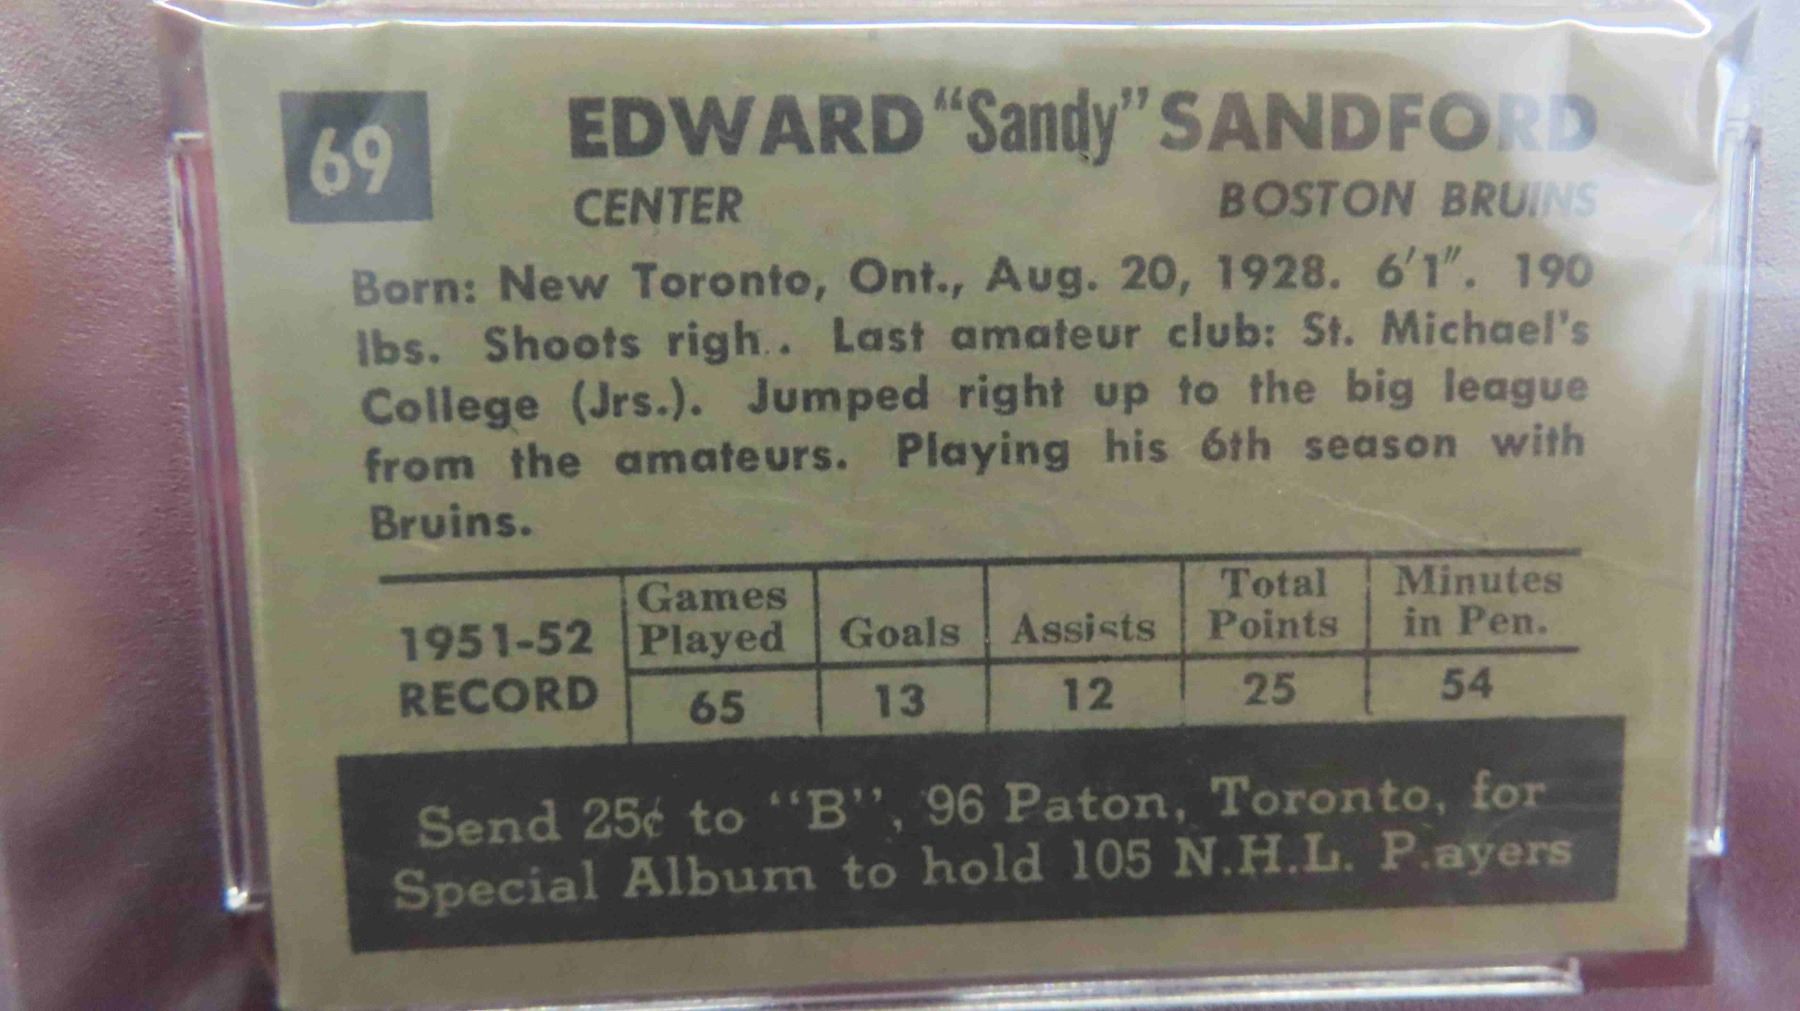 69
EDWARD "Sandy" SANDFORD
CENTER BOSTON BRUINS
Born: New Toronto, Ont., Aug. 20, 1928. 6'1". 190
lbs. Shoots righ.. Last amateur club: St. Michael's
College (Jrs.). Jumped right up to the big league
from the amateurs. Playing his 6th season with
Bruins.
1951-52 RECORD
Games Played Goals Assists Total Points Minutes in Pen.
65 13 12 25 54
Send 25¢ to "B", 96 Paton, Toronto, for
Special Album to hold 105 N.H.L. P.ayers